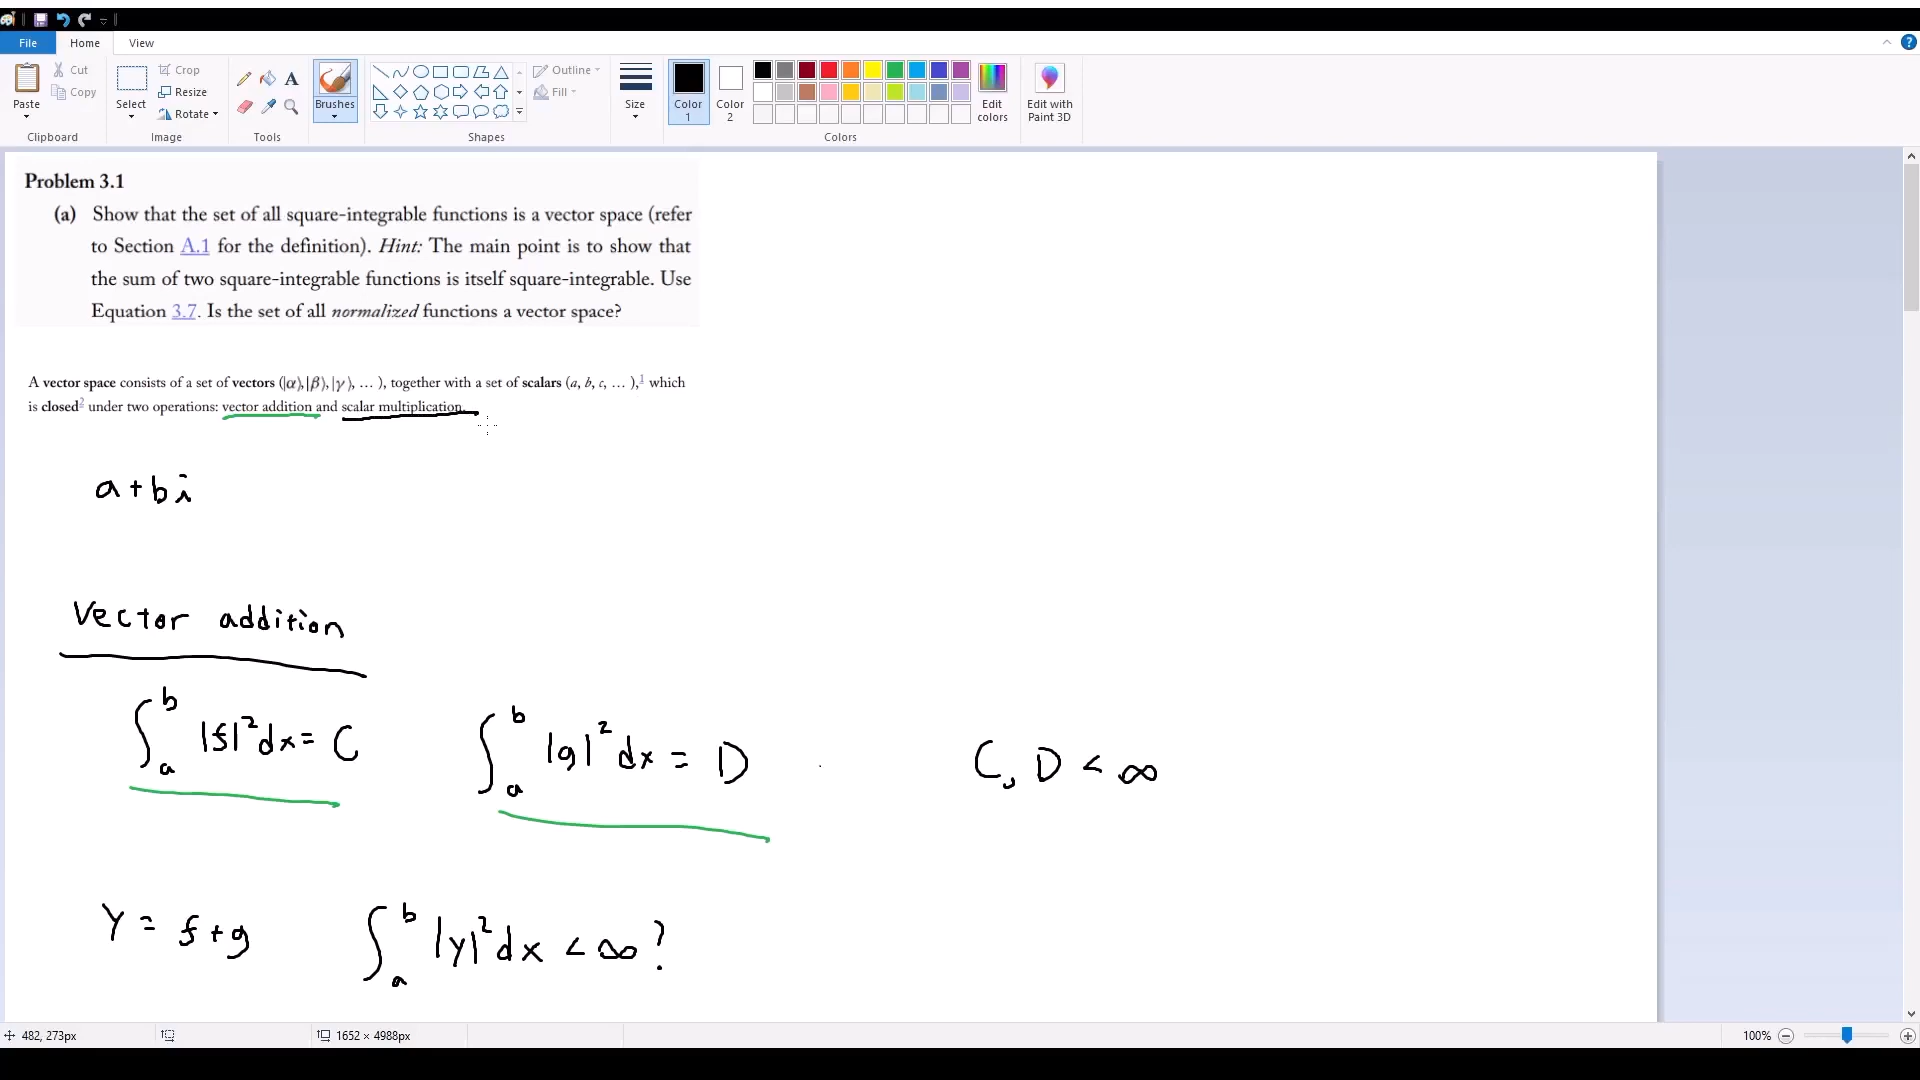 File Home View
Paste Cut Copy Clipboard
Select Crop Resize Rotate Image
A Tools
Brushes
Shapes Outline Fill
Size
Color 1 Color 2 Edit colors Colors
Edit with Paint 3D
Problem 3.1
(a) Show that the set of all square-integrable functions is a vector space (refer
to Section A.1 for the definition). Hint: The main point is to show that
the sum of two square-integrable functions is itself square-integrable. Use
Equation 3.7. Is the set of all normalized functions a vector space?
A vector space consists of a set of vectors (|α⟩, |β⟩, |γ⟩, … ), together with a set of scalars (a, b, c, … ),¹ which
is closed² under two operations: vector addition and scalar multiplication.
a + b i
Vector addition
∫ₐᵇ |f|² dx = C ∫ₐᵇ |g|² dx = D C, D < ∞
Y = f + g ∫ₐᵇ |y|² dx < ∞ ?
482, 273px 1652 × 4988px 100%